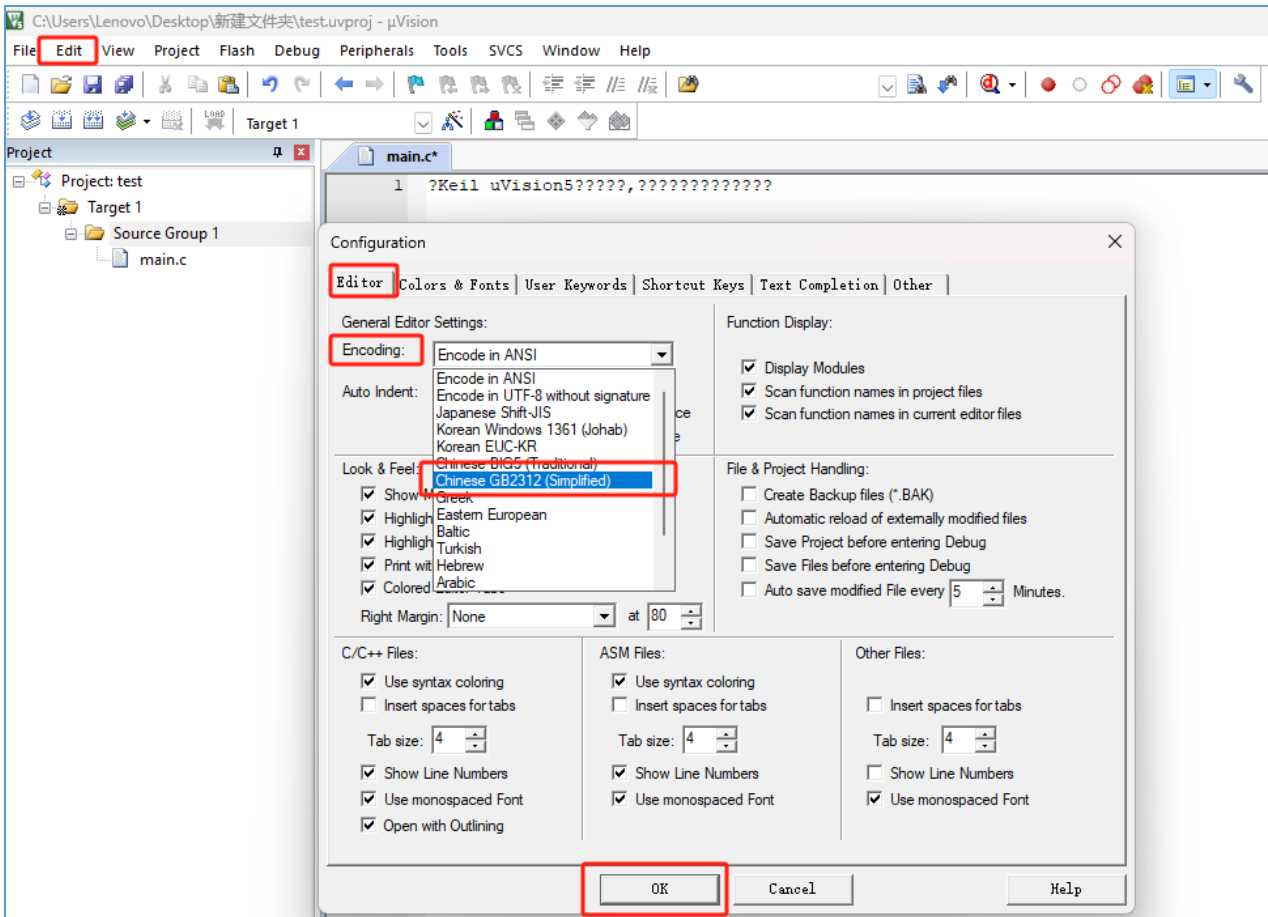 C:\Users\Lenovo\Desktop\新建文件夹\test.uvproj - µVision
File Edit View Project Flash Debug Peripherals Tools SVCS Window Help
LOAD Target 1
Project
main.c*
Project: test
1 ?Keil uVision5?????,?????????????
Target 1
Source Group 1
main.c
Configuration
Editor Colors & Fonts User Keywords Shortcut Keys Text Completion Other
General Editor Settings:
Encoding: Encode in ANSI
Encode in ANSI
Encode in UTF-8 without signature
Japanese Shift-JIS
Korean Windows 1361 (Johab)
Korean EUC-KR
Chinese BIG5 (Traditional)
Chinese GB2312 (Simplified)
Greek
Eastern European
Baltic
Turkish
Hebrew
Arabic
Auto Indent:
Function Display:
Display Modules
Scan function names in project files
Scan function names in current editor files
Look & Feel:
Show
Highligh
Highligh
Print wit
Colored Editor Tabs
Right Margin: None at 80
File & Project Handling:
Create Backup files (*.BAK)
Automatic reload of externally modified files
Save Project before entering Debug
Save Files before entering Debug
Auto save modified File every 5 Minutes.
C/C++ Files:
Use syntax coloring
Insert spaces for tabs
Tab size: 4
Show Line Numbers
Use monospaced Font
Open with Outlining
ASM Files:
Use syntax coloring
Insert spaces for tabs
Tab size: 4
Show Line Numbers
Use monospaced Font
Other Files:
Insert spaces for tabs
Tab size: 4
Show Line Numbers
Use monospaced Font
OK Cancel Help